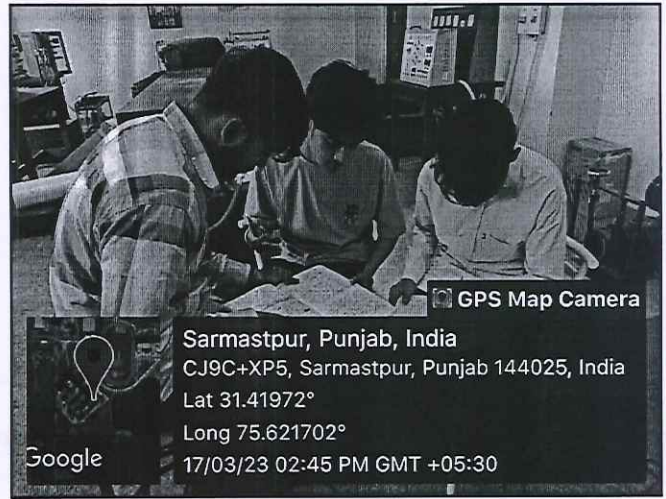 GPS Map Camera
Sarmastpur, Punjab, India
CJ9C+XP5, Sarmastpur, Punjab 144025, India
Lat 31.41972°
Long 75.621702°
17/03/23 02:45 PM GMT +05:30
Google